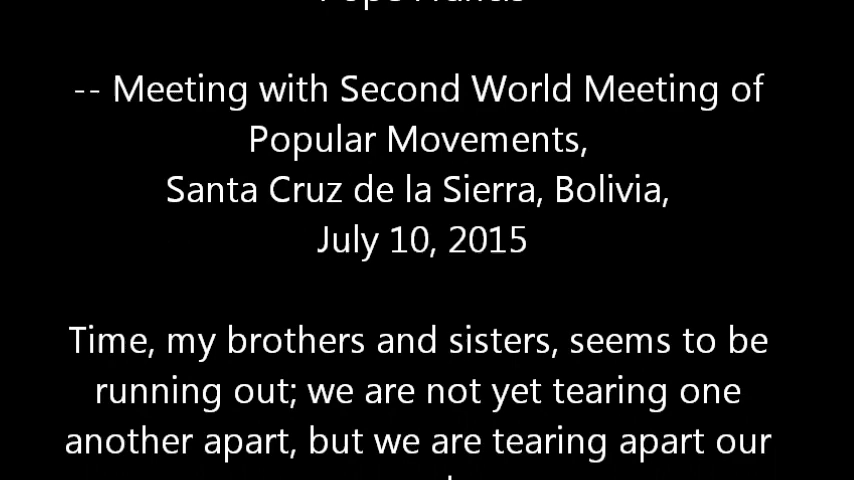 Pope Francis
-- Meeting with Second World Meeting of
Popular Movements,
Santa Cruz de la Sierra, Bolivia,
July 10, 2015
Time, my brothers and sisters, seems to be
running out; we are not yet tearing one
another apart, but we are tearing apart our